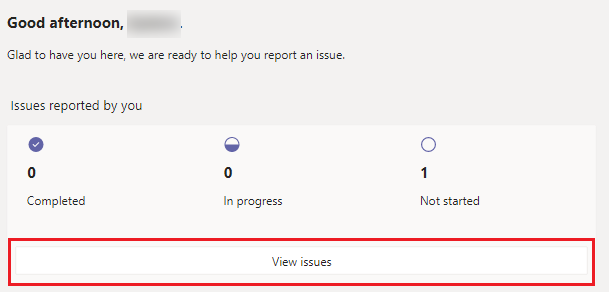 Good afternoon, .
Glad to have you here, we are ready to help you report an issue.
Issues reported by you
0 0 1
Completed In progress Not started
View issues